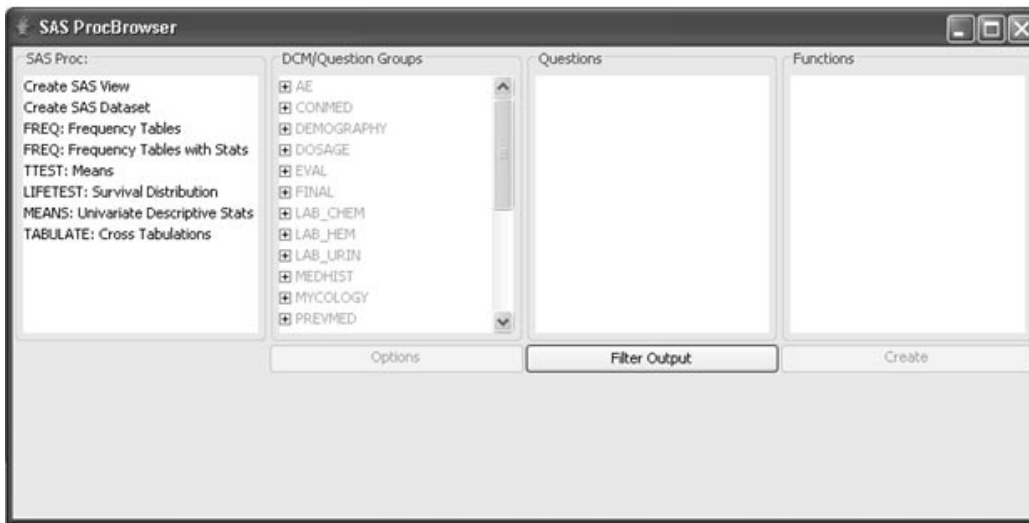 SAS ProcBrowser
SAS Proc:
Create SAS View
Create SAS Dataset
FREQ: Frequency Tables
FREQ: Frequency Tables with Stats
TTEST: Means
LIFETEST: Survival Distribution
MEANS: Univariate Descriptive Stats
TABULATE: Cross Tabulations
DCM/Question Groups
AE
CONMED
DEMOGRAPHY
DOSAGE
EVAL
FINAL
LAB_CHEM
LAB_HEM
LAB_URIN
MEDHIST
MYCOLOGY
PREVMED
Questions
Functions
Options
Filter Output
Create